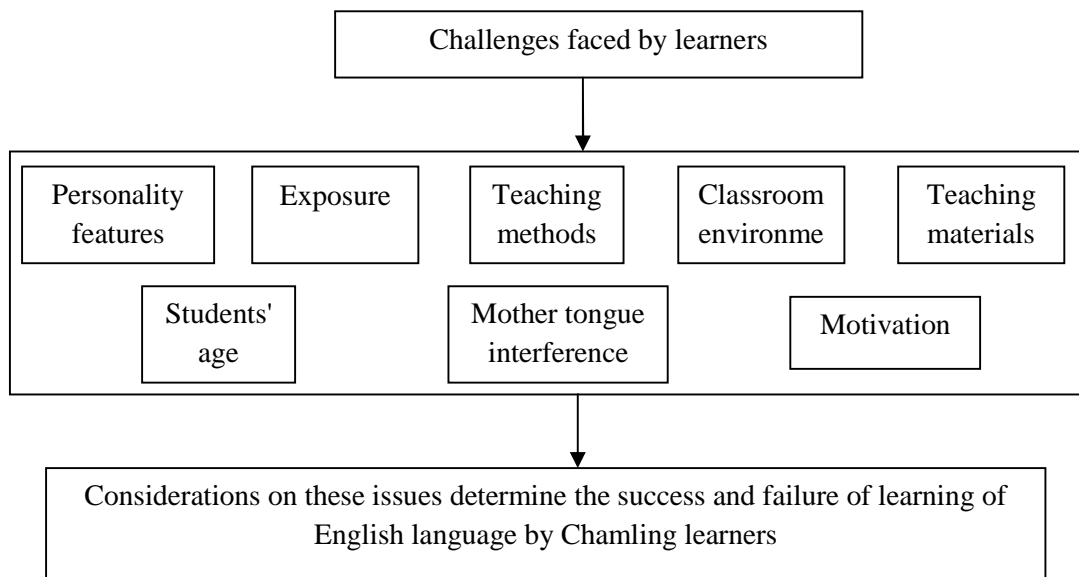 Challenges faced by learners
Personality
features
Exposure
Teaching
methods
Classroom
environme
Teaching
materials
Students'
age
Mother tongue
interference
Motivation
Considerations on these issues determine the success and failure of learning of
English language by Chamling learners